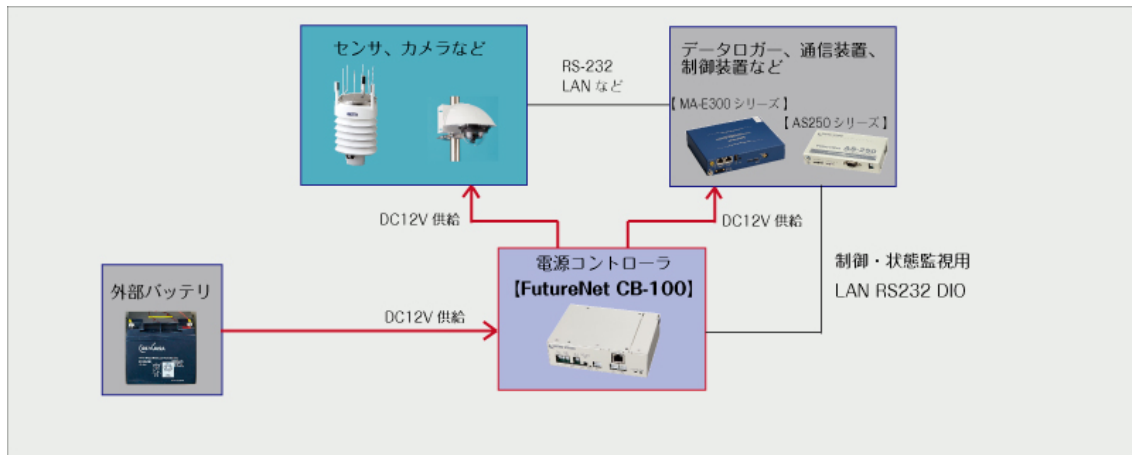 センサ、カメラなど
RS-232
LAN など
データロガー、通信装置、
制御装置など
【MA-E300 シリーズ】
【AS250 シリーズ】
DC12V 供給
DC12V 供給
電源コントローラ
【FutureNet CB-100】
制御・状態監視用
LAN RS232 DIO
外部バッテリ
DC12V 供給